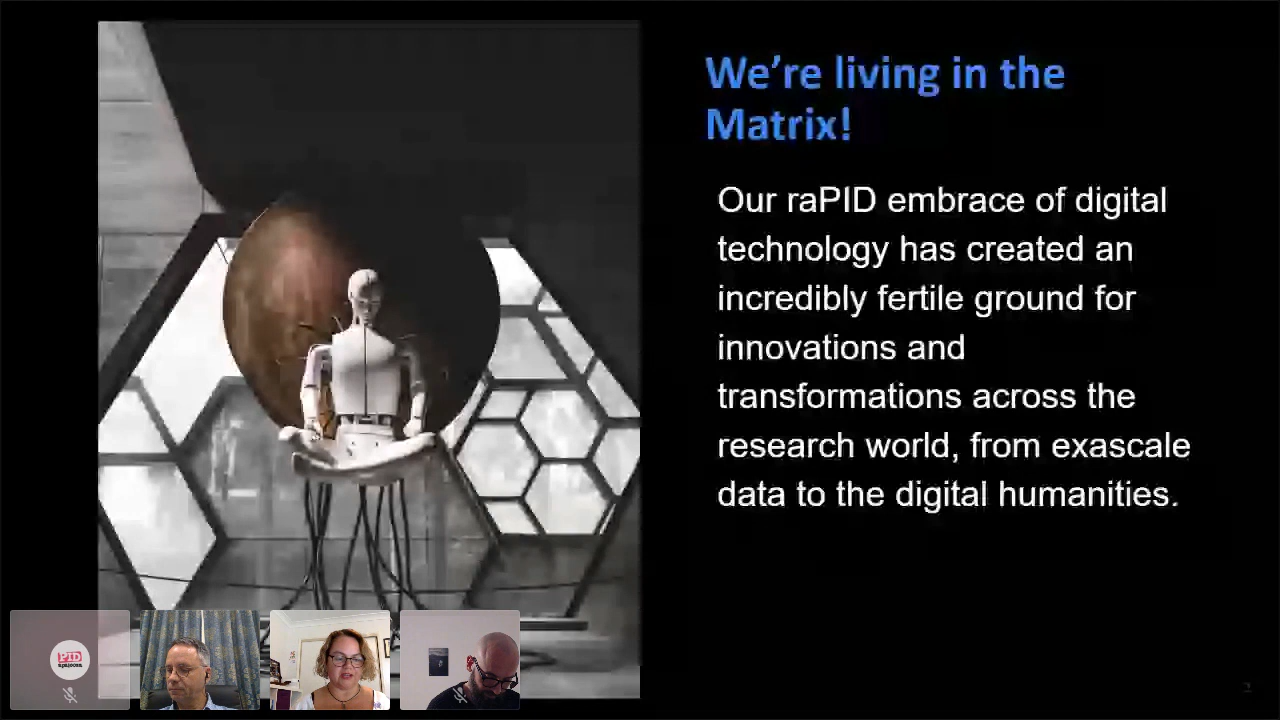 We're living in the
Matrix!
Our raPID embrace of digital
technology has created an
incredibly fertile ground for
innovations and
transformations across the
research world, from exascale
data to the digital humanities.
PID